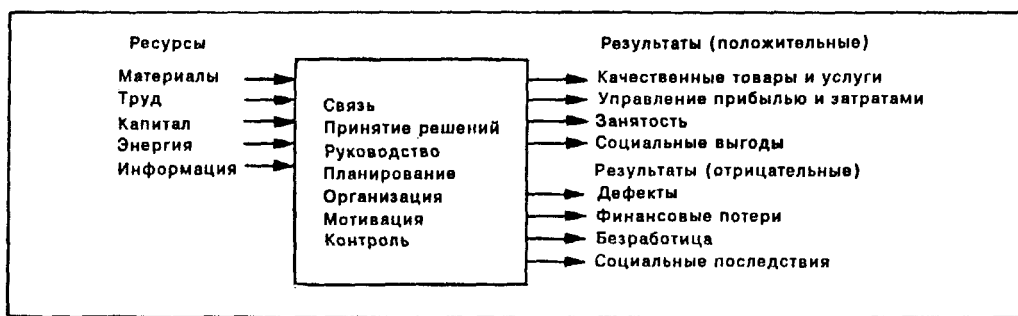 Ресурсы
Материалы
Труд
Капитал
Энергия
Информация
Связь
Принятие решений
Руководство
Планирование
Организация
Мотивация
Контроль
Результаты (положительные)
Качественные товары и услуги
Управление прибылью и затратами
Занятость
Социальные выгоды
Результаты (отрицательные)
Дефекты
Финансовые потери
Безработица
Социальные последствия